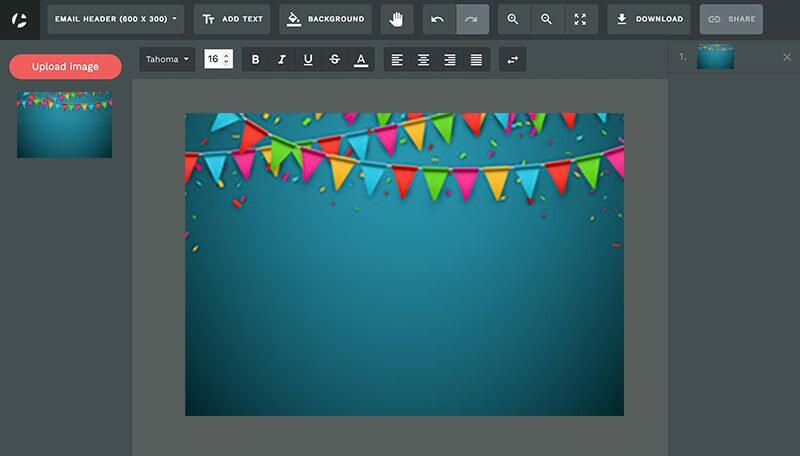 EMAIL HEADER (600 X 300)
ADD TEXT
BACKGROUND
DOWNLOAD
SHARE
Upload image
Tahoma
16
B I U S A
1.